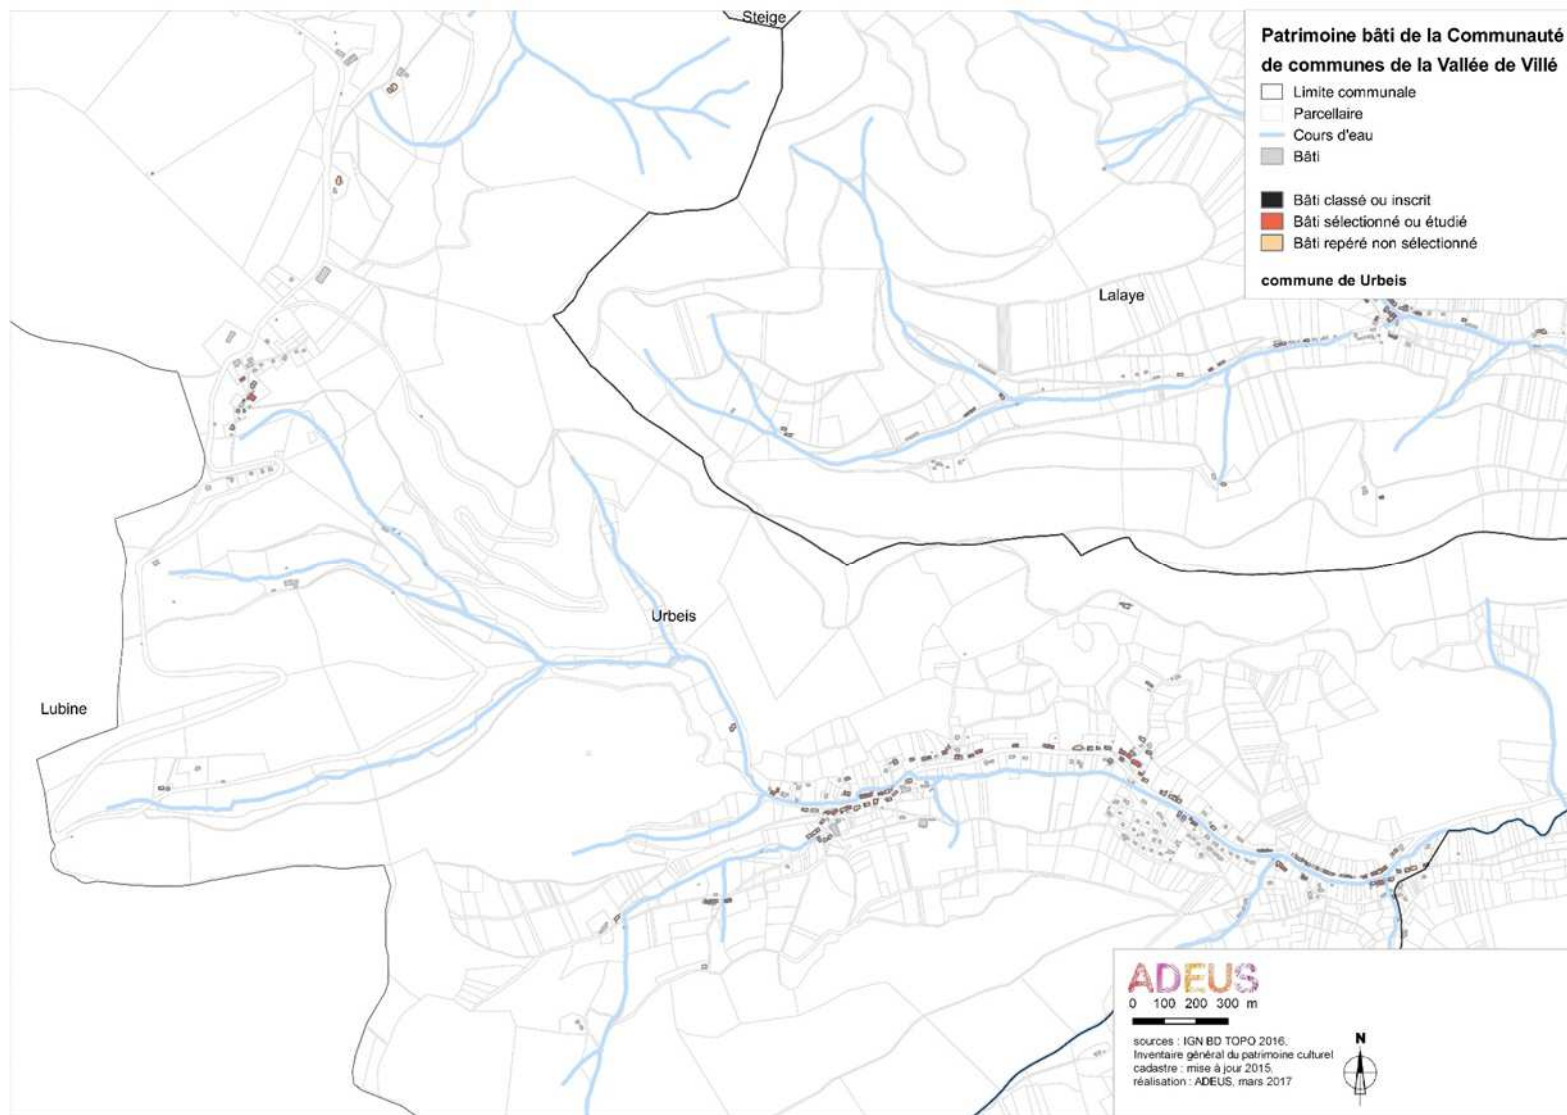 Steige
Patrimoine bâti de la Communauté
de communes de la Vallée de Villé
Limite communale
Parcellaire
Cours d'eau
Bâti
Bâti classé ou inscrit
Bâti sélectionné ou étudié
Bâti repéré non sélectionné
commune de Urbeis
Lalaye
Urbeis
Lubine
ADEUS
0 100 200 300 m
sources : IGN BD TOPO 2016,
Inventaire général du patrimoine culturel
cadastre : mise à jour 2015,
réalisation : ADEUS, mars 2017
N